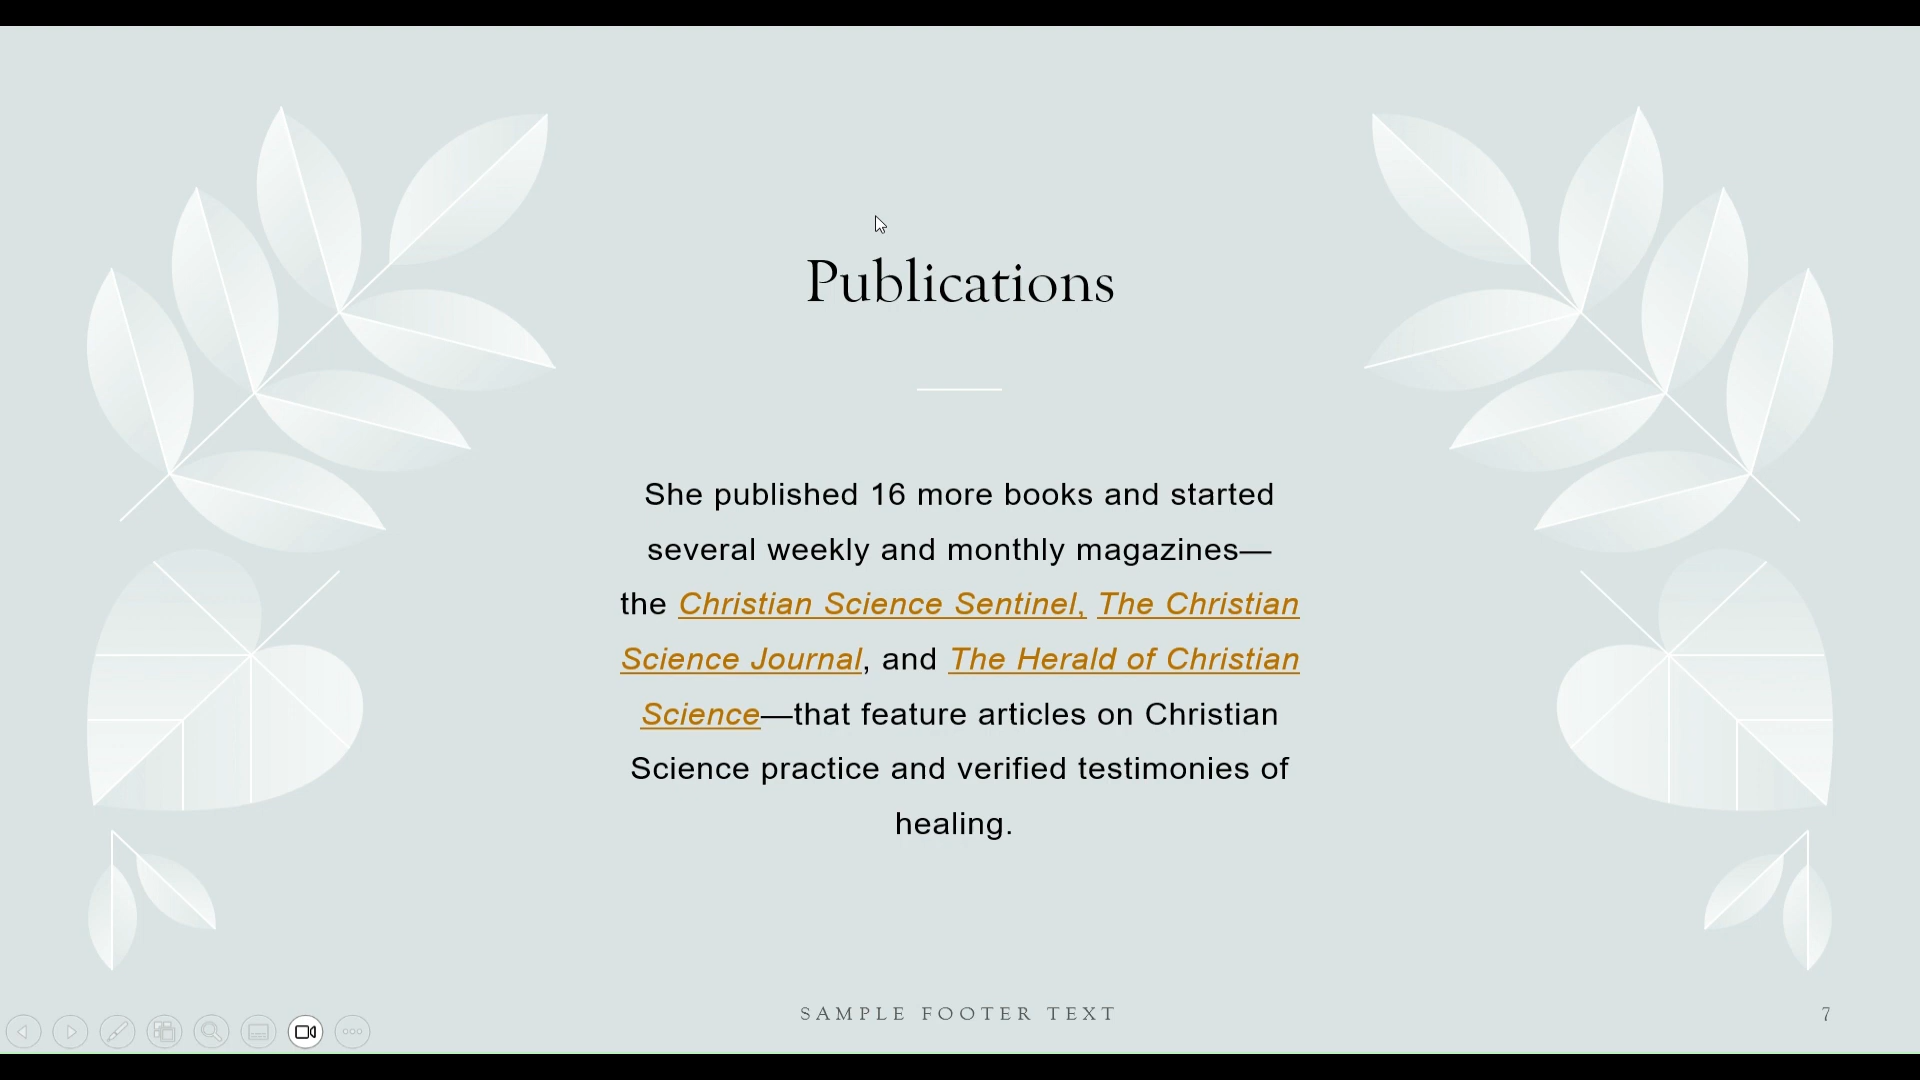 Publications
She published 16 more books and started
several weekly and monthly magazines—
the Christian Science Sentinel, The Christian
Science Journal, and The Herald of Christian
Science—that feature articles on Christian
Science practice and verified testimonies of
healing.
SAMPLE FOOTER TEXT
7